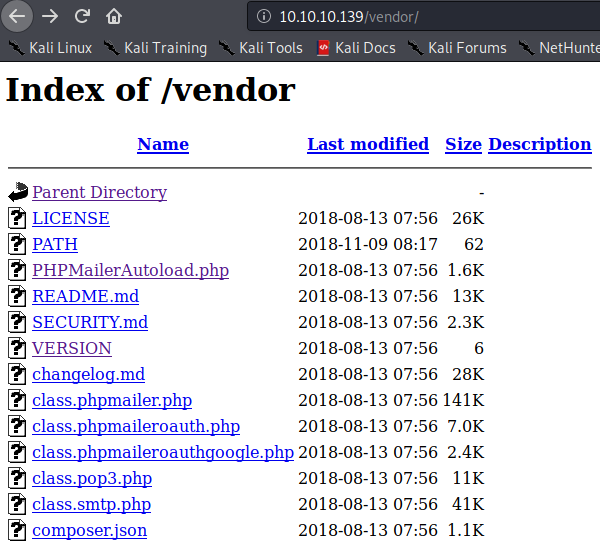 10.10.10.139/vendor/
Kali Linux Kali Training Kali Tools Kali Docs Kali Forums NetHunte
Index of /vendor
Name Last modified Size Description
Parent Directory -
LICENSE 2018-08-13 07:56 26K
PATH 2018-11-09 08:17 62
PHPMailerAutoload.php 2018-08-13 07:56 1.6K
README.md 2018-08-13 07:56 13K
SECURITY.md 2018-08-13 07:56 2.3K
VERSION 2018-08-13 07:56 6
changelog.md 2018-08-13 07:56 28K
class.phpmailer.php 2018-08-13 07:56 141K
class.phpmaileroauth.php 2018-08-13 07:56 7.0K
class.phpmaileroauthgoogle.php 2018-08-13 07:56 2.4K
class.pop3.php 2018-08-13 07:56 11K
class.smtp.php 2018-08-13 07:56 41K
composer.json 2018-08-13 07:56 1.1K